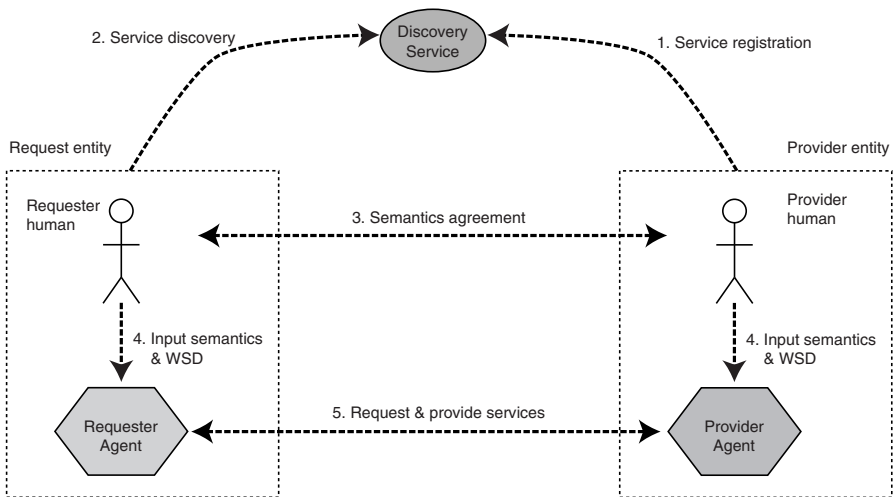 2. Service discovery
Discovery
Service
1. Service registration
Request entity
Provider entity
Requester
human
3. Semantics agreement
Provider
human
4. Input semantics
& WSD
4. Input semantics
& WSD
Requester
Agent
5. Request & provide services
Provider
Agent